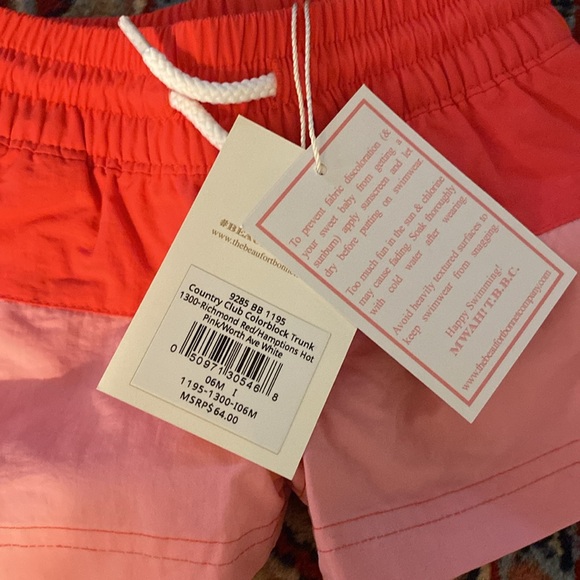 #BEA
www.thebeaufortbonne
928S BB 1195
Country Club Colorblock Trunk
1300-Richmond Red/Hamptions Hot
Pink/Worth Ave White
0 50971 30546 8
06M I
1195-1300-I06M
MSRP$64.00
To prevent fabric discoloration (&
your sweet baby from getting a
sunburn) apply sunscreen and let
dry before putting on swimwear.
Too much fun in the sun & chlorine
may cause fading. Soak thoroughly
with cold water after wearing.
Avoid heavily textured surfaces to
keep swimwear from snagging.
Happy Swimming!
MWAH! T.B.B.C.
www.thebeaufortbonnetcompany.com